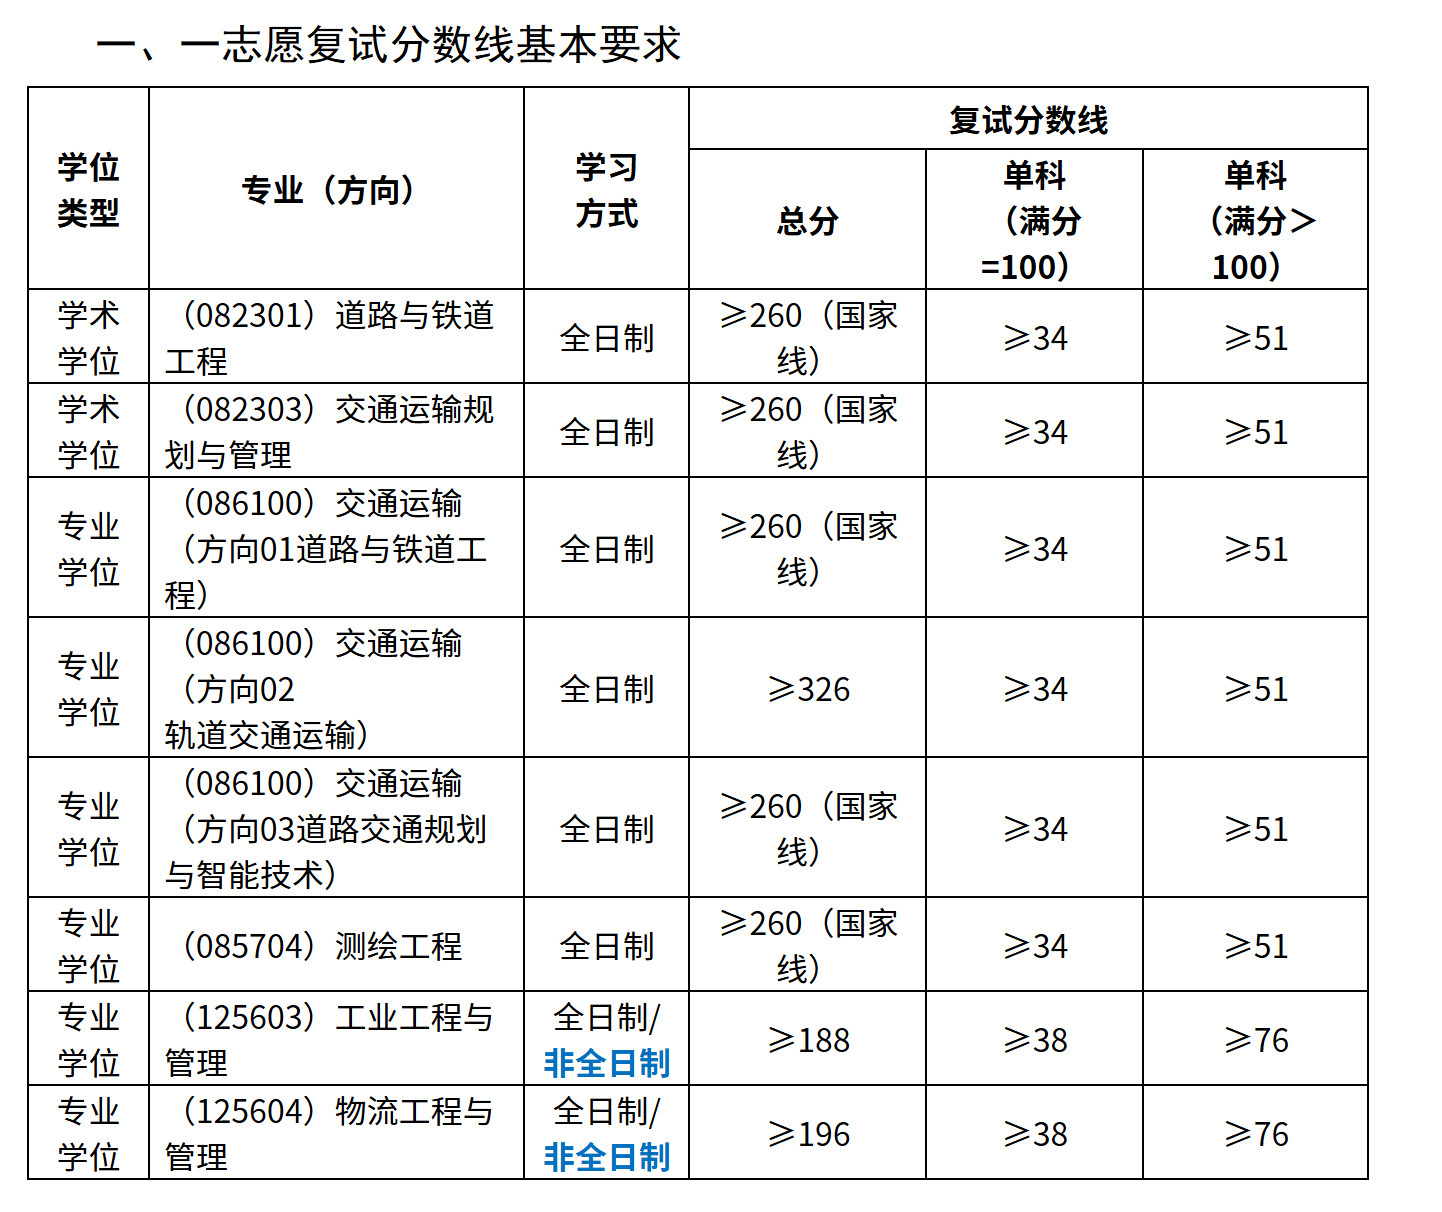 一、一志愿复试分数线基本要求
学位
类型
专业（方向）
学习
方式
复试分数线
总分
单科
（满分
=100）
单科
（满分＞
100）
学术
学位
（082301）道路与铁道
工程
全日制
≥260（国家
线）
≥34
≥51
学术
学位
（082303）交通运输规
划与管理
全日制
≥260（国家
线）
≥34
≥51
专业
学位
（086100）交通运输
（方向01道路与铁道工
程）
全日制
≥260（国家
线）
≥34
≥51
专业
学位
（086100）交通运输
（方向02
轨道交通运输）
全日制
≥326
≥34
≥51
专业
学位
（086100）交通运输
（方向03道路交通规划
与智能技术）
全日制
≥260（国家
线）
≥34
≥51
专业
学位
（085704）测绘工程
全日制
≥260（国家
线）
≥34
≥51
专业
学位
（125603）工业工程与
管理
全日制/
非全日制
≥188
≥38
≥76
专业
学位
（125604）物流工程与
管理
全日制/
非全日制
≥196
≥38
≥76